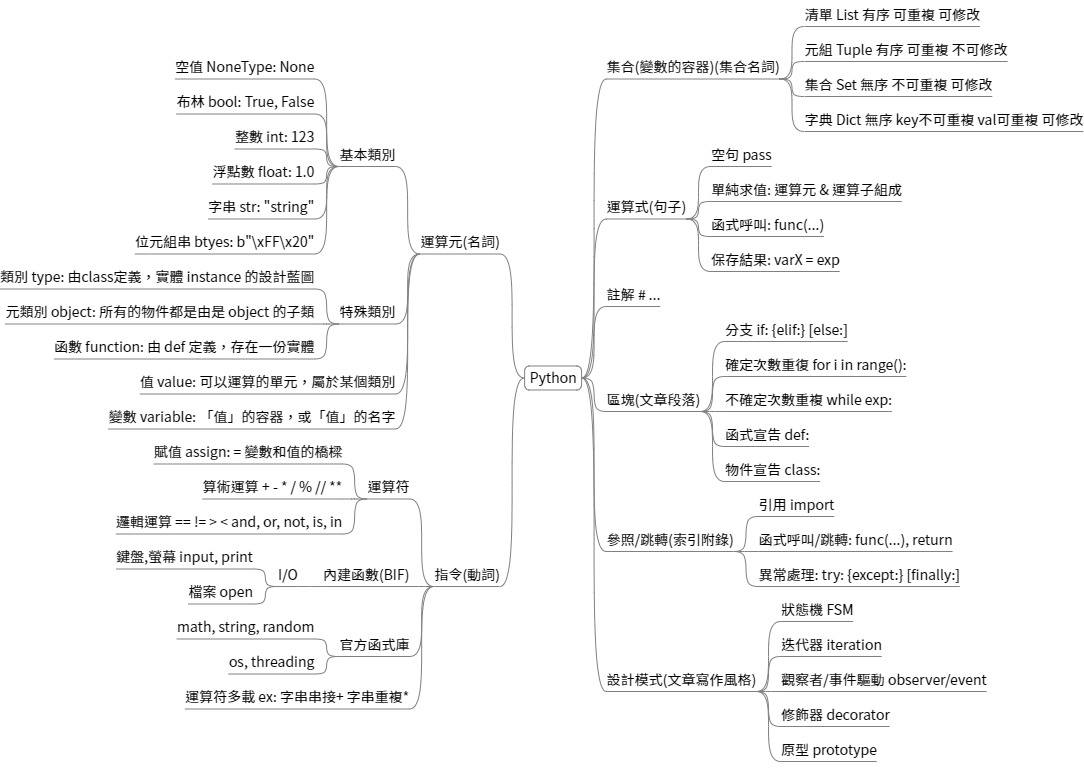 Python
運算元(名詞)
基本類別
空值 NoneType: None
布林 bool: True, False
整數 int: 123
浮點數 float: 1.0
字串 str: "string"
位元組串 btyes: b"\xFF\x20"
特殊類別
類別 type: 由class定義，實體 instance 的設計藍圖
元類別 object: 所有的物件都是由是 object 的子類
函數 function: 由 def 定義，存在一份實體
值 value: 可以運算的單元，屬於某個類別
變數 variable: 「值」的容器，或「值」的名字
指令(動詞)
運算符
賦值 assign: = 變數和值的橋樑
算術運算 + - * / % // **
邏輯運算 == != > < and, or, not, is, in
內建函數(BIF)
I/O
鍵盤,螢幕 input, print
檔案 open
官方函式庫
math, string, random
os, threading
運算符多載 ex: 字串串接+ 字串重複*
集合(變數的容器)(集合名詞)
清單 List 有序 可重複 可修改
元組 Tuple 有序 可重複 不可修改
集合 Set 無序 不可重複 可修改
字典 Dict 無序 key不可重複 val可重複 可修改
運算式(句子)
空句 pass
單純求值: 運算元 & 運算子組成
函式呼叫: func(...)
保存結果: varX = exp
註解 # ...
區塊(文章段落)
分支 if: {elif:} [else:]
確定次數重復 for i in range():
不確定次數重複 while exp:
函式宣告 def:
物件宣告 class:
參照/跳轉(索引附錄)
引用 import
函式呼叫/跳轉: func(...), return
異常處理: try: {except:} [finally:]
設計模式(文章寫作風格)
狀態機 FSM
迭代器 iteration
觀察者/事件驅動 observer/event
修飾器 decorator
原型 prototype